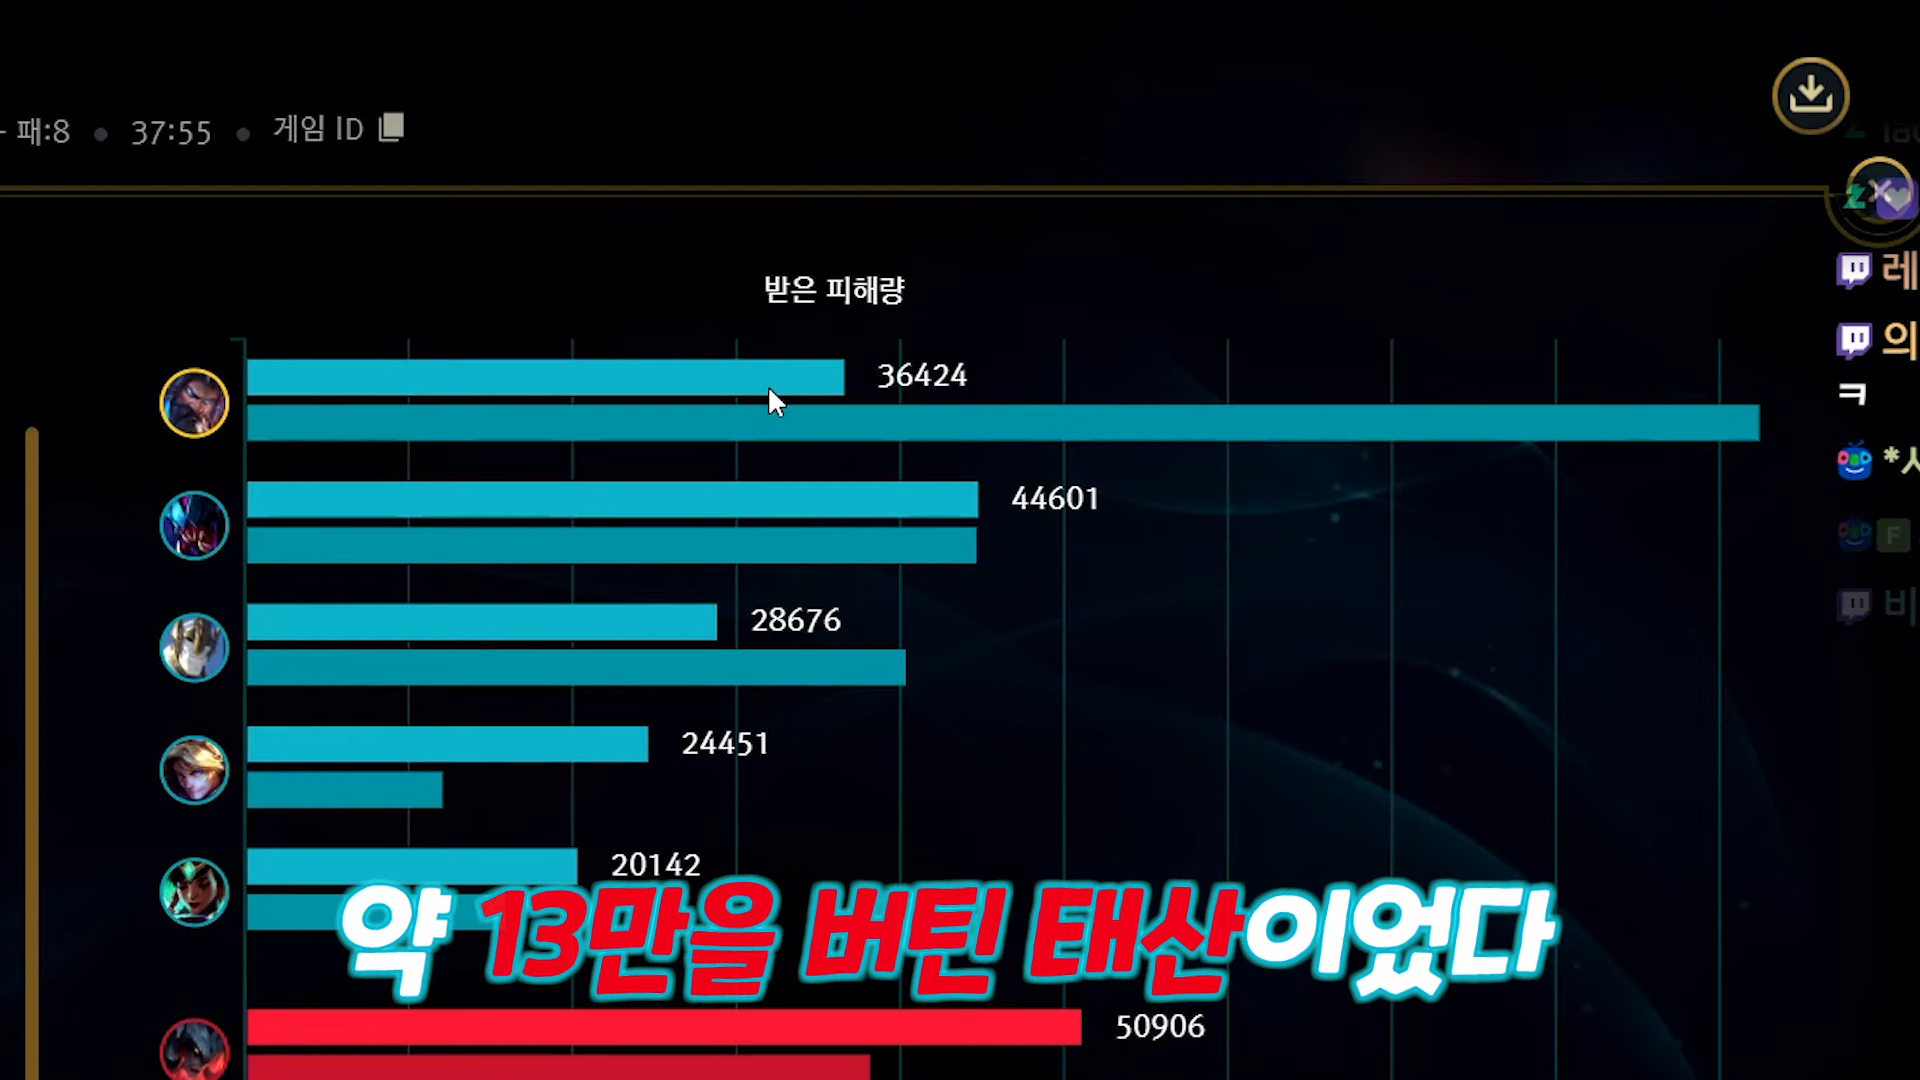 - 패:8 • 37:55 • 게임 ID
받은 피해량
36424
44601
28676
24451
20142
약 13만을 버틴 태산이었다
50906
레
의
ㅋ
F
비